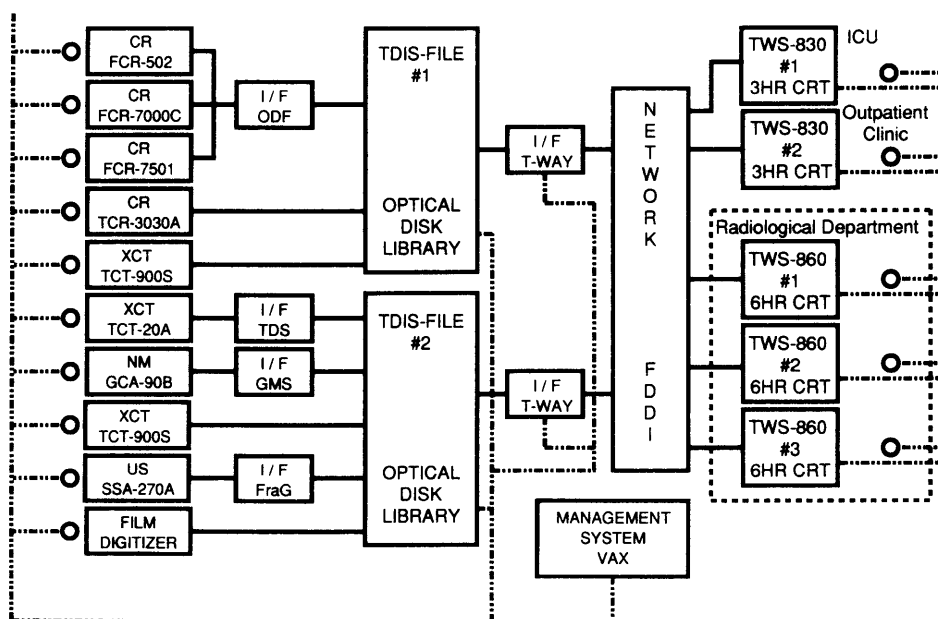 CR
FCR-502
CR
FCR-7000C
CR
FCR-7501
CR
TCR-3030A
XCT
TCT-900S
XCT
TCT-20A
NM
GCA-90B
XCT
TCT-900S
US
SSA-270A
FILM
DIGITIZER
I / F
ODF
I / F
TDS
I / F
GMS
I / F
FraG
TDIS-FILE
#1
OPTICAL
DISK
LIBRARY
TDIS-FILE
#2
OPTICAL
DISK
LIBRARY
I / F
T-WAY
I / F
T-WAY
NETWORK
FDDI
MANAGEMENT
SYSTEM
VAX
TWS-830
#1
3HR CRT
ICU
TWS-830
#2
3HR CRT
Outpatient
Clinic
Radiological Department
TWS-860
#1
6HR CRT
TWS-860
#2
6HR CRT
TWS-860
#3
6HR CRT